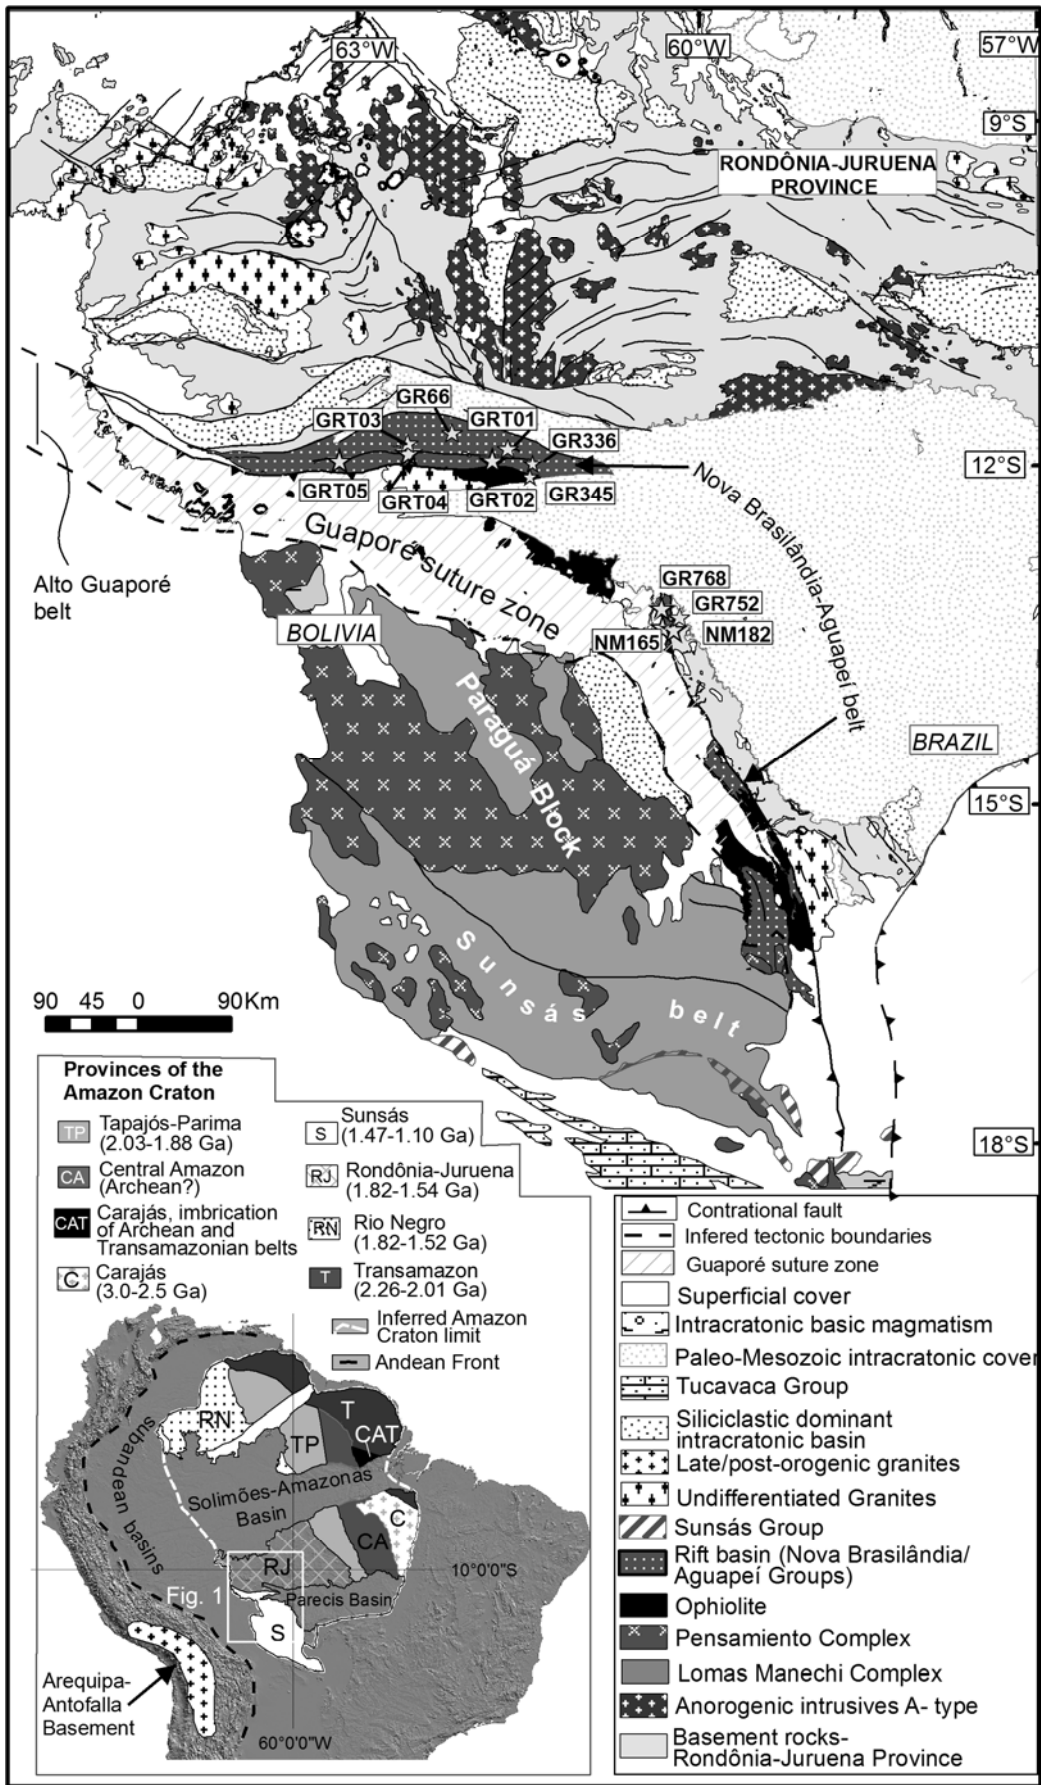 63°W
60°W
57°W
9°S
RONDÔNIA-JURUENA
PROVINCE
GR66
GRT03
GRT01
GR336
12°S
GRT05
GRT04
GRT02
GR345
Nova Brasilândia-Aguapeí belt
Guaporé suture zone
Alto Guaporé
belt
BOLIVIA
GR768
GR752
NM165
NM182
Paraguá Block
BRAZIL
15°S
Sunsás belt
90 45 0 90Km
18°S
Provinces of the
Amazon Craton
TP Tapajós-Parima
(2.03-1.88 Ga)
CA Central Amazon
(Archean?)
CAT Carajás, imbrication
of Archean and
Transamazonian belts
C Carajás
(3.0-2.5 Ga)
Sunsás
S (1.47-1.10 Ga)
RJ Rondônia-Juruena
(1.82-1.54 Ga)
RN Rio Negro
(1.82-1.52 Ga)
T Transamazon
(2.26-2.01 Ga)
Inferred Amazon
Craton limit
Andean Front
RN
T
CAT
TP
subandean basins
Solimões-Amazonas
Basin
C
CA
RJ
10°0'0"S
Fig. 1
Parecis Basin
S
Arequipa-
Antofalla
Basement
60°0'0"W
Contrational fault
Infered tectonic boundaries
Guaporé suture zone
Superficial cover
Intracratonic basic magmatism
Paleo-Mesozoic intracratonic cover
Tucavaca Group
Siliciclastic dominant
intracratonic basin
Late/post-orogenic granites
Undifferentiated Granites
Sunsás Group
Rift basin (Nova Brasilândia/
Aguapeí Groups)
Ophiolite
Pensamiento Complex
Lomas Manechi Complex
Anorogenic intrusives A- type
Basement rocks-
Rondônia-Juruena Province